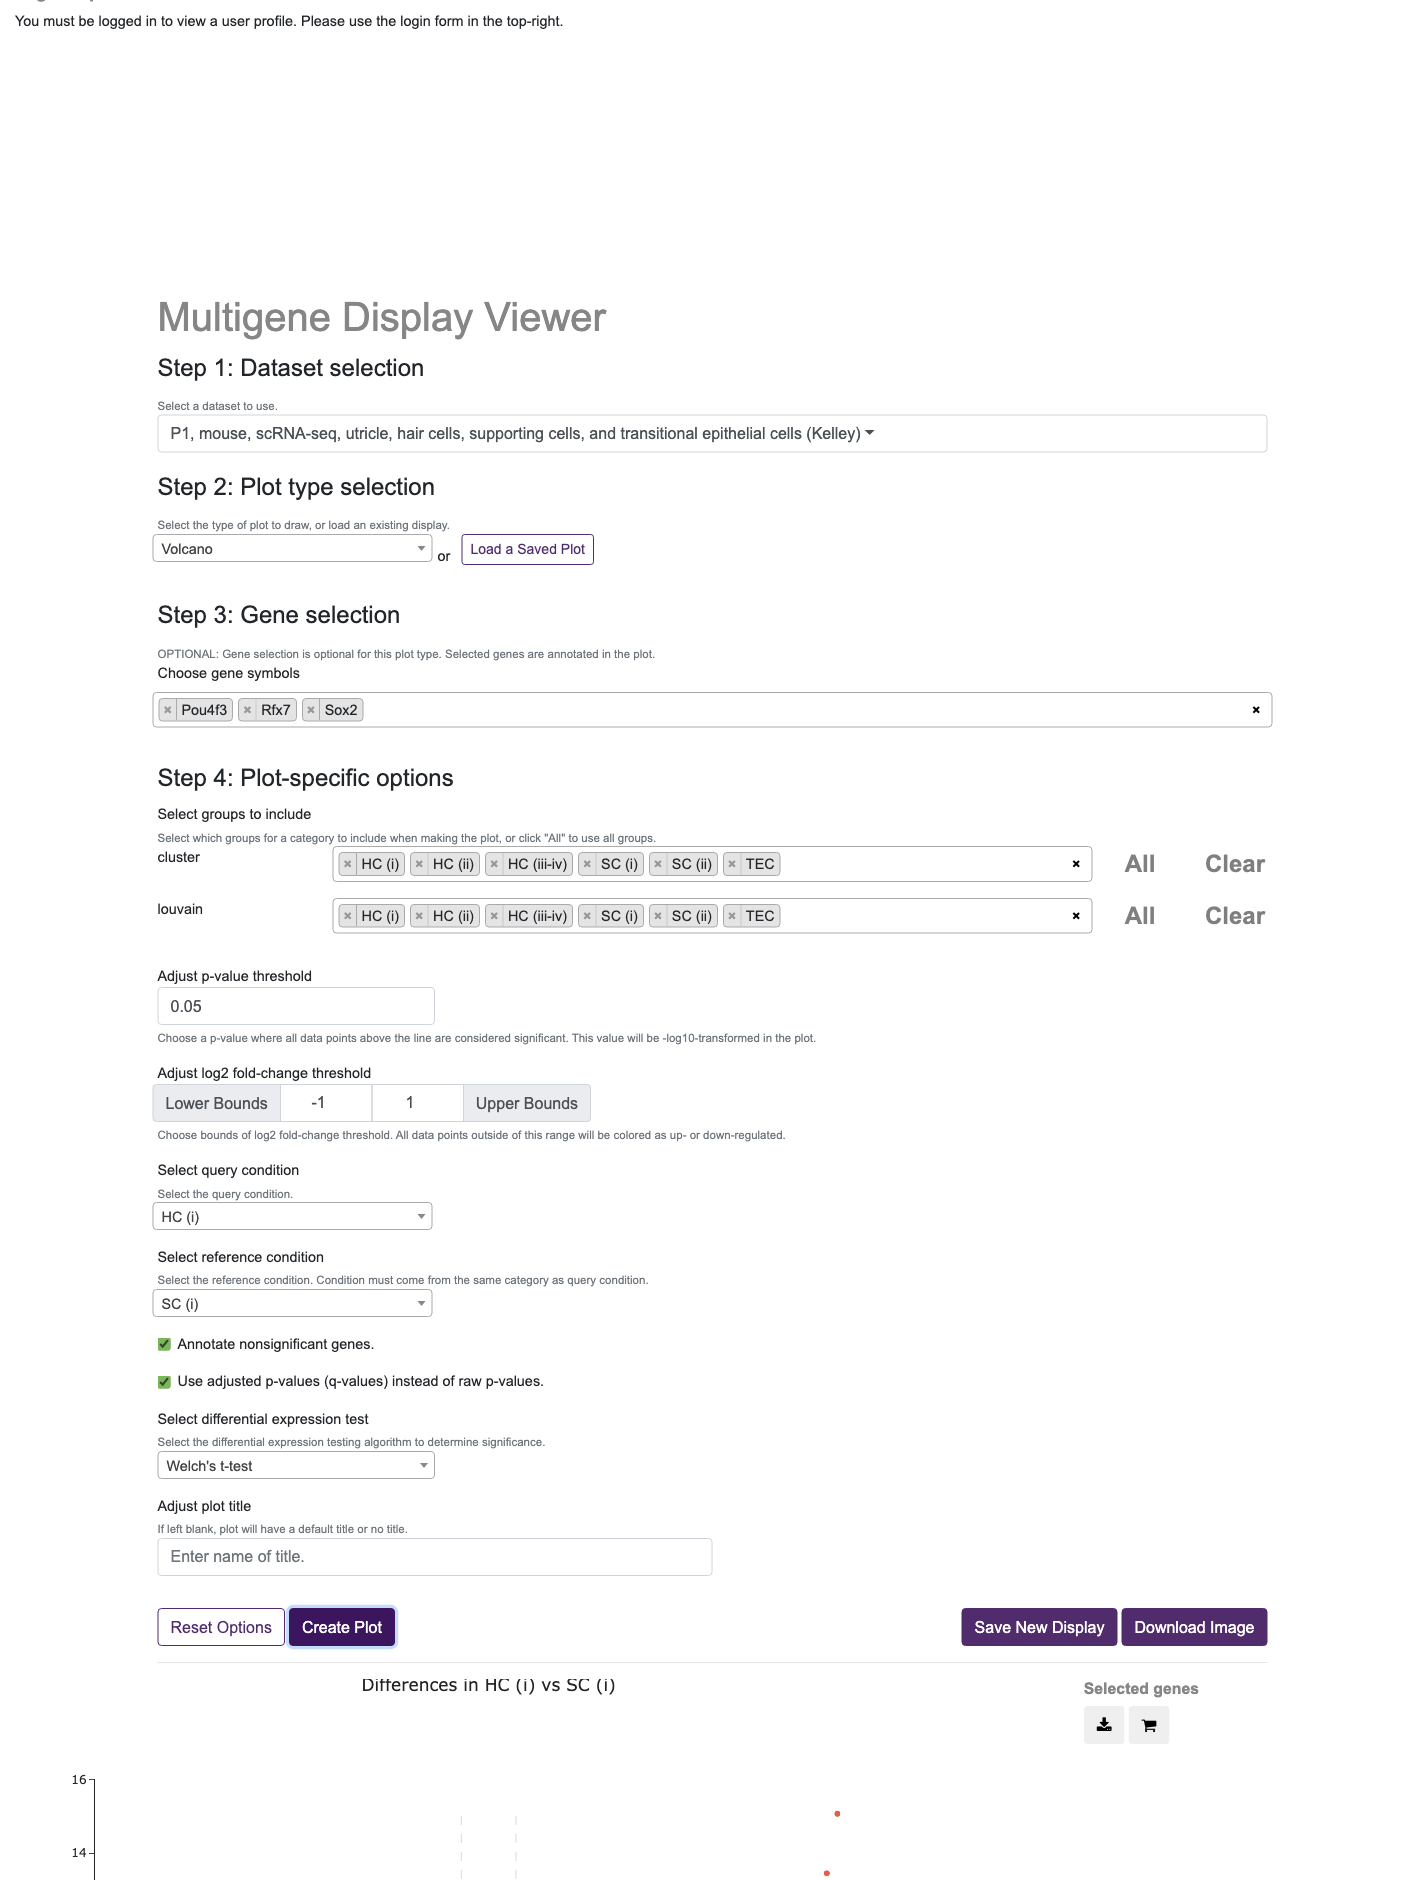 You must be logged in to view a user profile. Please use the login form in the top-right.
Multigene Display Viewer
Step 1: Dataset selection
Select a dataset to use.
P1, mouse, scRNA-seq, utricle, hair cells, supporting cells, and transitional epithelial cells (Kelley)
Step 2: Plot type selection
Select the type of plot to draw, or load an existing display.
Volcano or Load a Saved Plot
Step 3: Gene selection
OPTIONAL: Gene selection is optional for this plot type. Selected genes are annotated in the plot.
Choose gene symbols
× Pou4f3 × Rfx7 × Sox2 ×
Step 4: Plot-specific options
Select groups to include
Select which groups for a category to include when making the plot, or click "All" to use all groups.
cluster × HC (i) × HC (ii) × HC (iii-iv) × SC (i) × SC (ii) × TEC × All Clear
louvain × HC (i) × HC (ii) × HC (iii-iv) × SC (i) × SC (ii) × TEC × All Clear
Adjust p-value threshold
0.05
Choose a p-value where all data points above the line are considered significant. This value will be -log10-transformed in the plot.
Adjust log2 fold-change threshold
Lower Bounds -1 1 Upper Bounds
Choose bounds of log2 fold-change threshold. All data points outside of this range will be colored as up- or down-regulated.
Select query condition
Select the query condition.
HC (i)
Select reference condition
Select the reference condition. Condition must come from the same category as query condition.
SC (i)
Annotate nonsignificant genes.
Use adjusted p-values (q-values) instead of raw p-values.
Select differential expression test
Select the differential expression testing algorithm to determine significance.
Welch's t-test
Adjust plot title
If left blank, plot will have a default title or no title.
Enter name of title.
Reset Options Create Plot Save New Display Download Image
Differences in HC (i) vs SC (i)
Selected genes
16
14